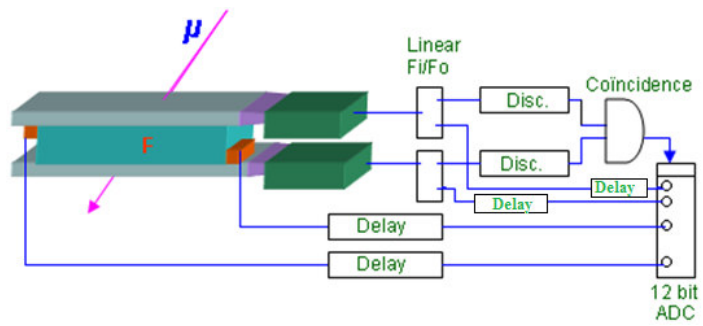 μ
Linear
Fi/Fo
Coïncidence
Disc.
F
Disc.
Delay
Delay
Delay
Delay
12 bit
ADC